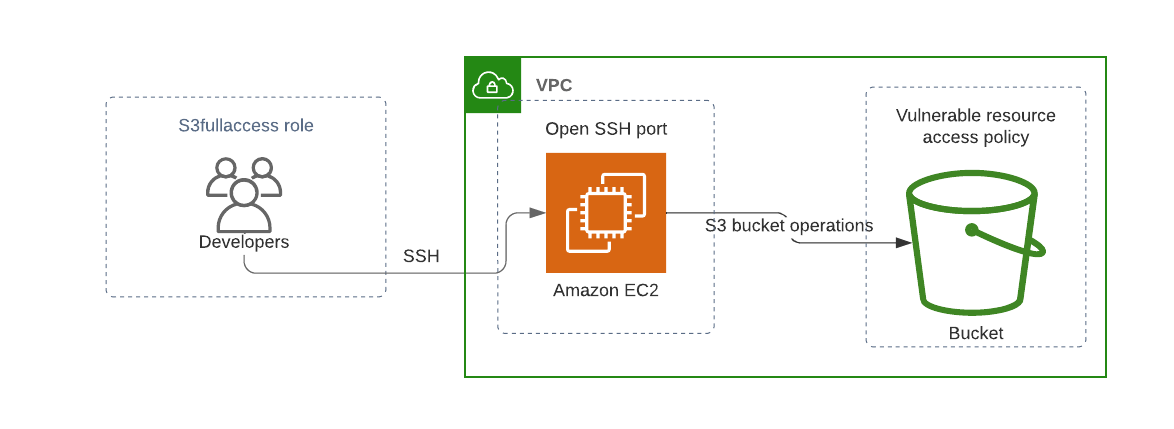 VPC
S3fullaccess role
Developers
SSH
Open SSH port
Amazon EC2
S3 bucket operations
Vulnerable resource
access policy
Bucket